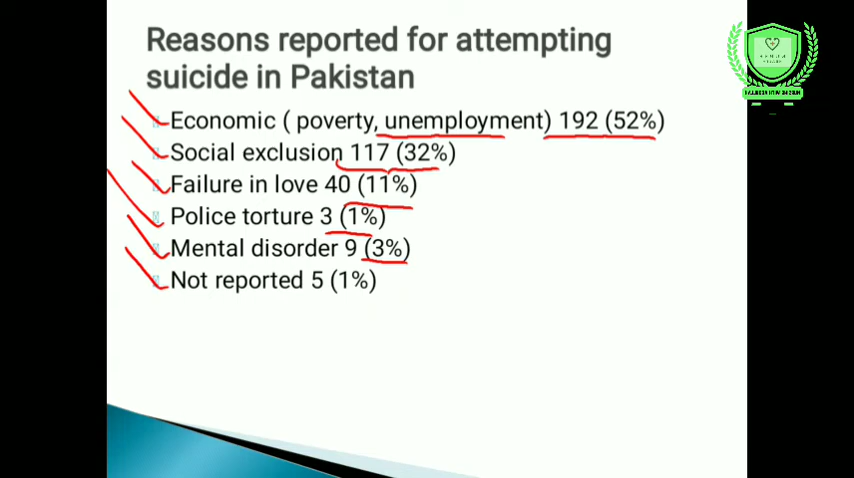 Reasons reported for attempting
suicide in Pakistan
Economic ( poverty, unemployment) 192 (52%)
Social exclusion 117 (32%)
Failure in love 40 (11%)
Police torture 3 (1%)
Mental disorder 9 (3%)
Not reported 5 (1%)